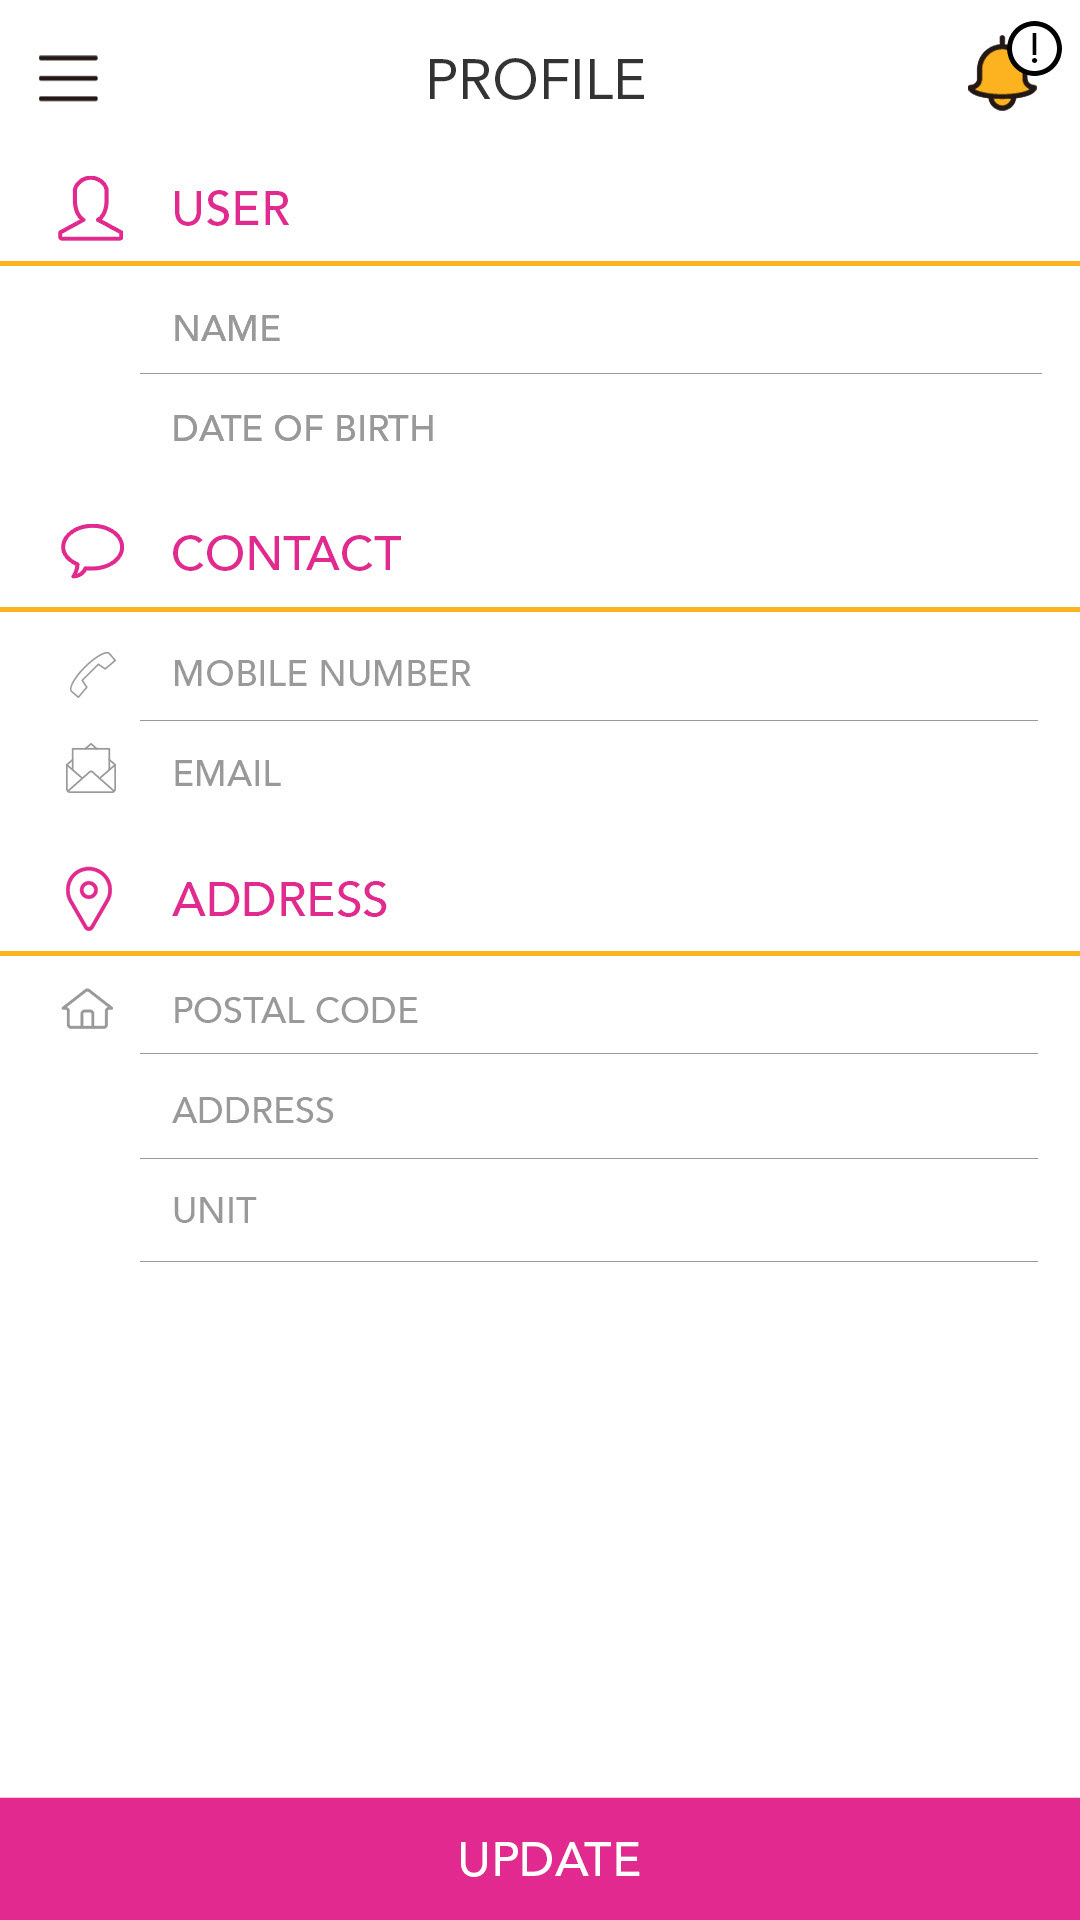 PROFILE
!
USER
NAME
DATE OF BIRTH
CONTACT
MOBILE NUMBER
EMAIL
ADDRESS
POSTAL CODE
ADDRESS
UNIT
UPDATE